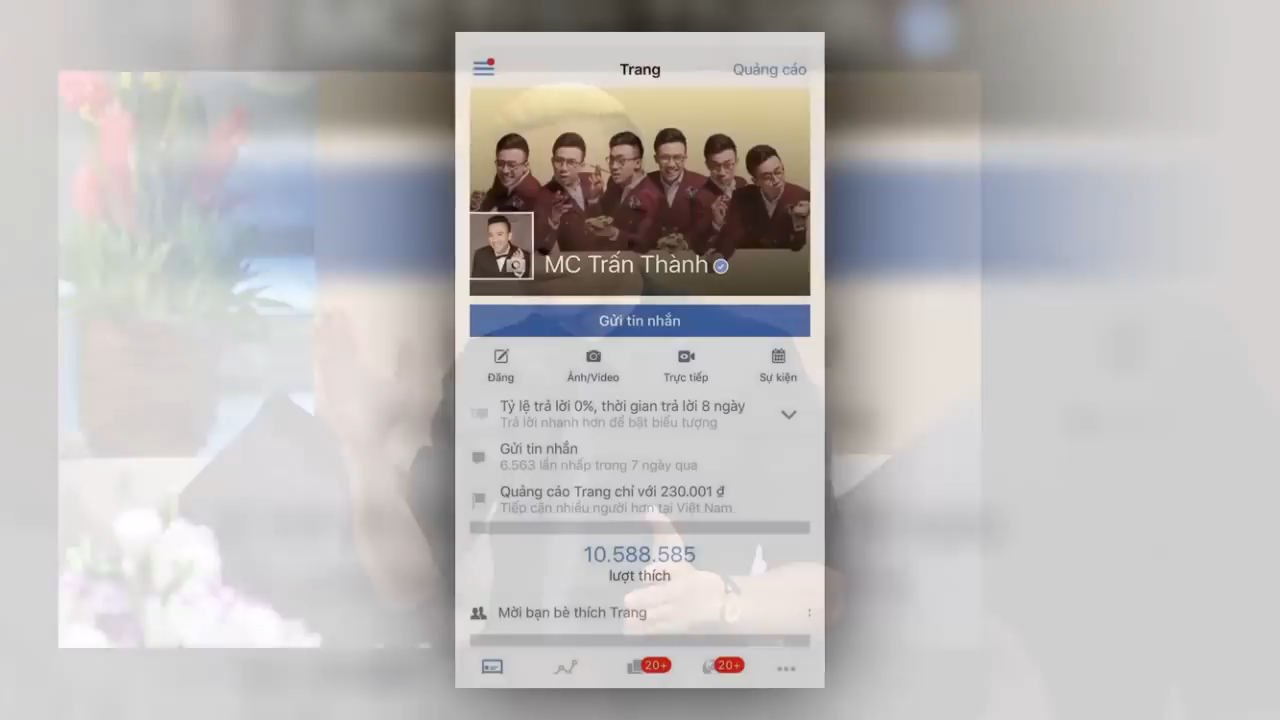 Trang
Quảng cáo
MC Trấn Thành
Gửi tin nhắn
Đăng
Ảnh/Video
Trực tiếp
Sự kiện
Tỷ lệ trả lời 0%, thời gian trả lời 8 ngày
Trả lời nhanh hơn để bật biểu tượng
Gửi tin nhắn
6.563 lần nhấp trong 7 ngày qua
Quảng cáo Trang chỉ với 230.001 ₫
Tiếp cận nhiều người hơn tại Việt Nam
10.588.585
lượt thích
Mời bạn bè thích Trang
20+
20+